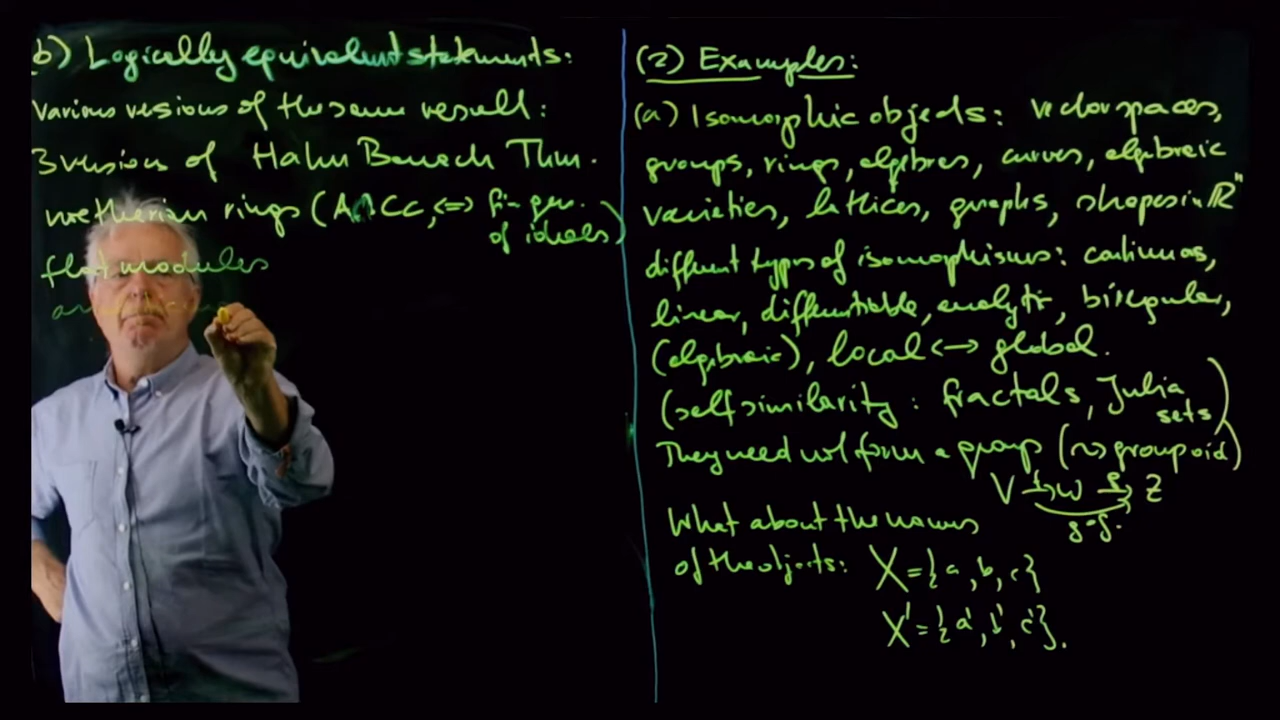 b) Logically equivalent statements:
Various versions of the same result:
3 version of Hahn Banach Thm.
noetherian rings (ACC, <=> fin gen.
of ideals)
flat modules
(2) Examples:
(a) Isomorphic objects: vector spaces,
groups, rings, algebras, curves, algebraic
varieties, lattices, graphs, shapes in ℝⁿ
different types of isomorphisms: continuous,
linear, differentiable, analytic, biregular,
(algebraic), local <-> global.
(self similarity: fractals, Julia
sets)
They need not form a group (~> groupoid)
V f→ W g→ Z
g∘f.
What about the names
of the objects: X = {a, b, c}
X' = {a', b', c'}.